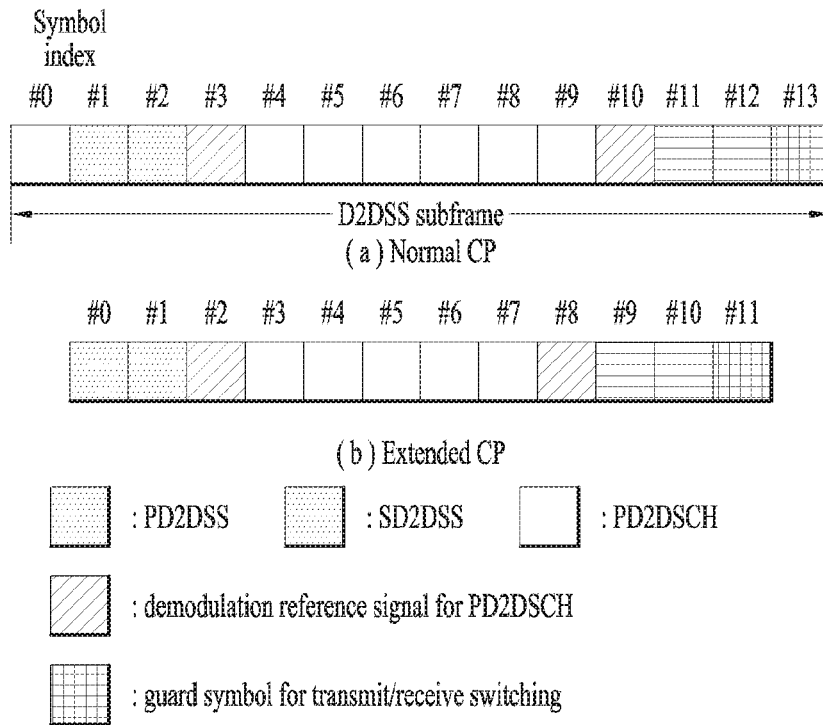 Symbol
index
#0 #1 #2 #3 #4 #5 #6 #7 #8 #9 #10 #11 #12 #13
D2DSS subframe
( a ) Normal CP
#0 #1 #2 #3 #4 #5 #6 #7 #8 #9 #10 #11
( b ) Extended CP
: PD2DSS : SD2DSS : PD2DSCH
: demodulation reference signal for PD2DSCH
: guard symbol for transmit/receive switching